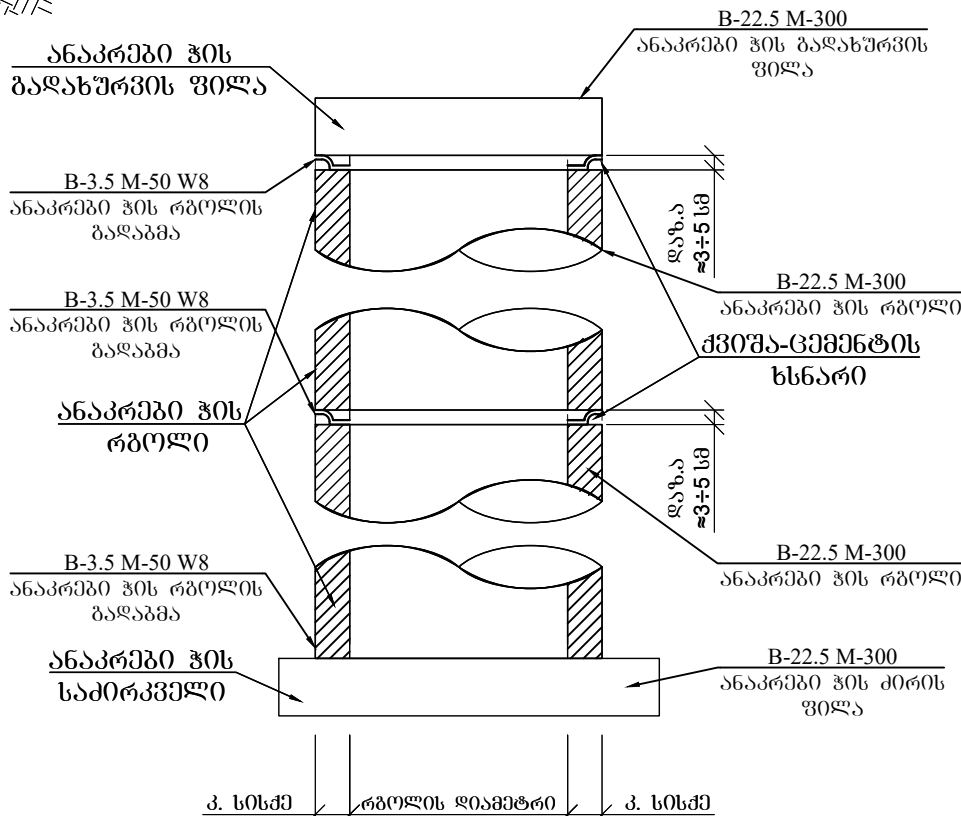 ანაკრები ჭის
გადახურვის ფილა
B-22.5 M-300
ანაკრები ჭის გადახურვის
ფილა
B-3.5 M-50 W8
ანაკრები ჭის რგოლის
გადაბმა
დაზ.ა
≈3÷5 სმ
B-22.5 M-300
ანაკრები ჭის რგოლი
B-3.5 M-50 W8
ანაკრები ჭის რგოლის
გადაბმა
ქვიშა-ცემენტის
ხსნარი
ანაკრები ჭის
რგოლი
დაზ.ა
≈3÷5 სმ
B-22.5 M-300
ანაკრები ჭის რგოლი
B-3.5 M-50 W8
ანაკრები ჭის რგოლის
გადაბმა
ანაკრები ჭის
საძირკველი
B-22.5 M-300
ანაკრები ჭის ძირის
ფილა
კ. სისქე
რგოლის დიამეტრი
კ. სისქე